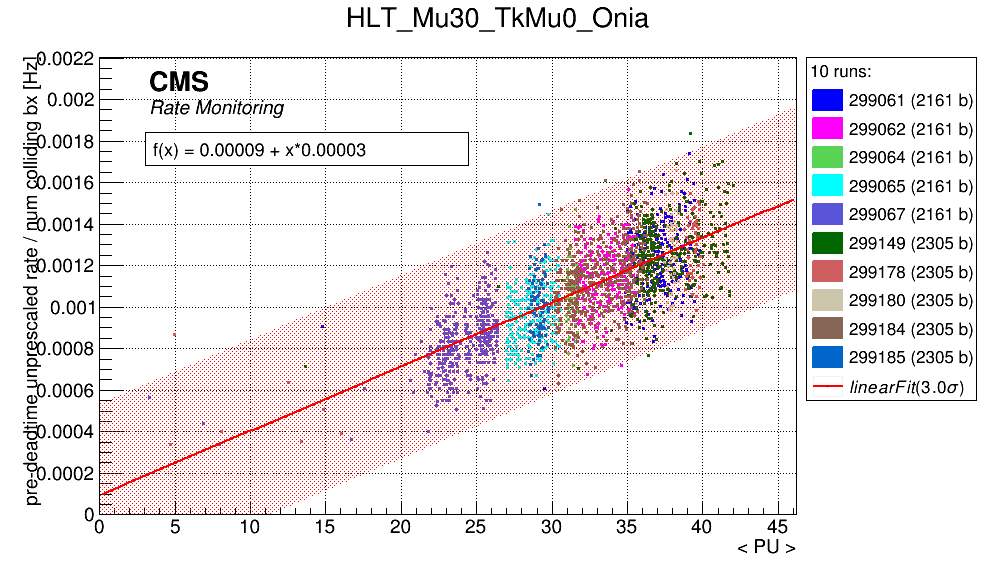 HLT_Mu30_TkMu0_Onia
pre-deadtime unprescaled rate / num colliding bx [Hz]
0.0022
0.002
0.0018
0.0016
0.0014
0.0012
0.001
0.0008
0.0006
0.0004
0.0002
0
CMS
Rate Monitoring
f(x) = 0.00009 + x*0.00003
0 5 10 15 20 25 30 35 40 45
< PU >
10 runs:
299061 (2161 b)
299062 (2161 b)
299064 (2161 b)
299065 (2161 b)
299067 (2161 b)
299149 (2305 b)
299178 (2305 b)
299180 (2305 b)
299184 (2305 b)
299185 (2305 b)
linearFit(3.0σ)